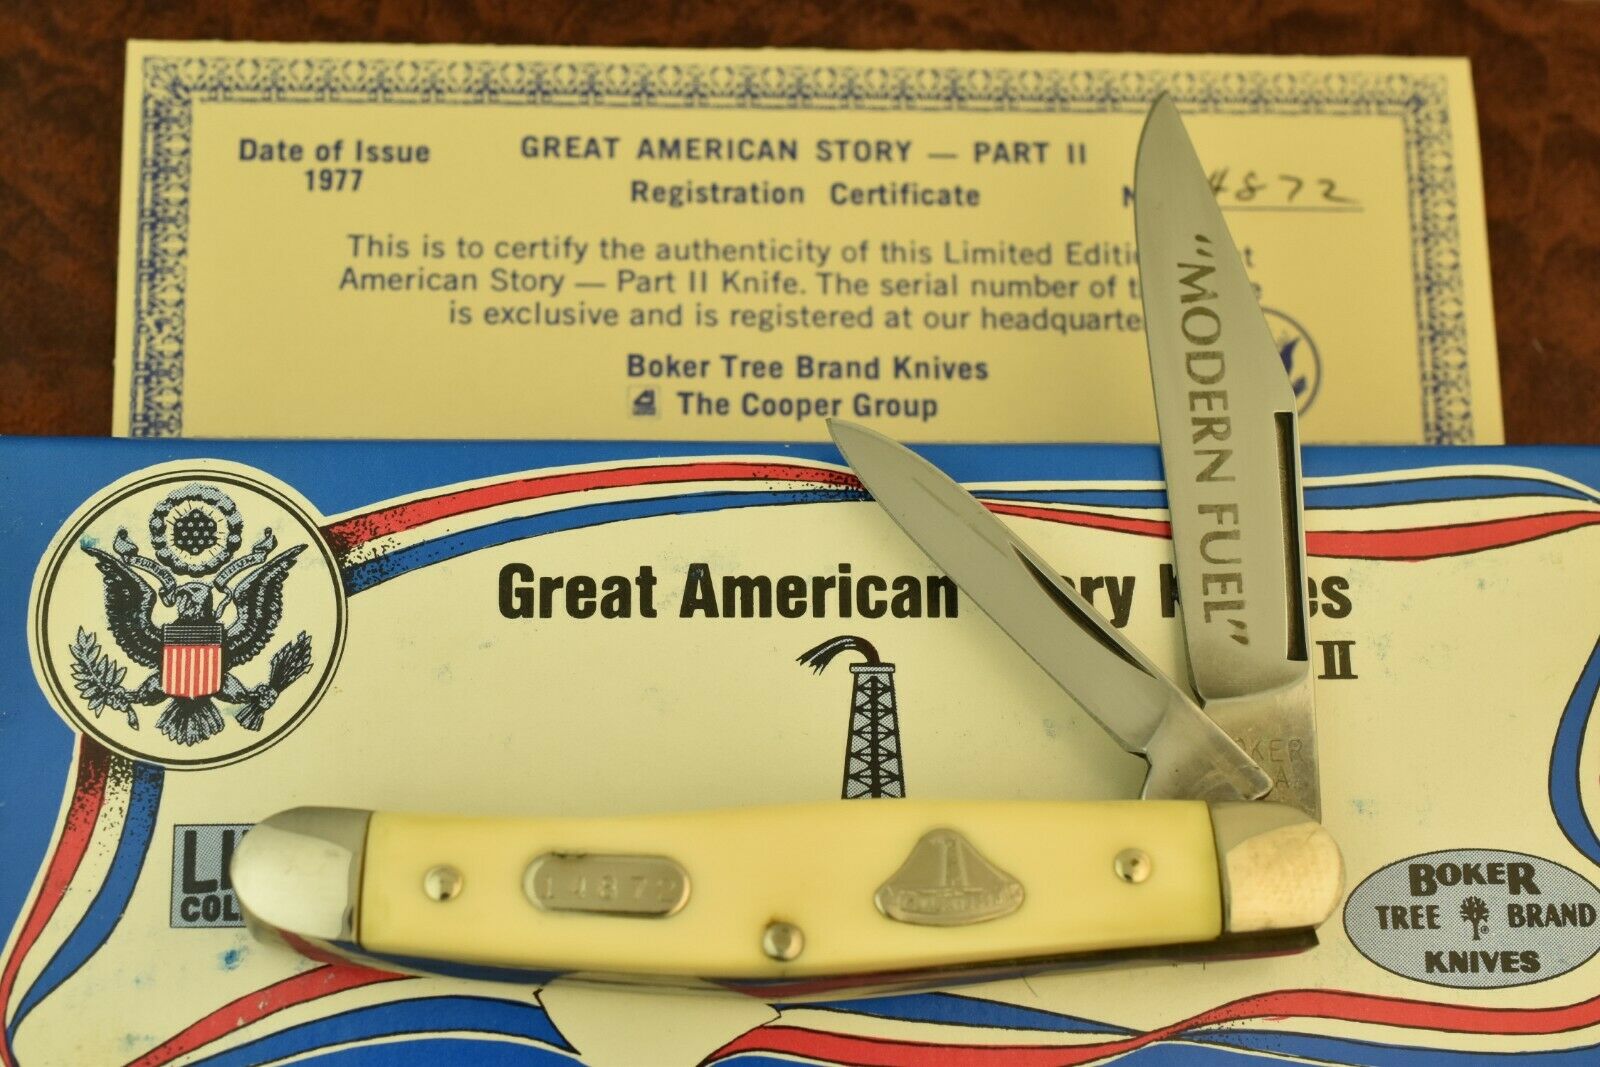 Date of Issue
1977
GREAT AMERICAN STORY — PART II
Registration Certificate
4872
This is to certify the authenticity of this Limited
American Story — Part II Knife. The serial number of
is exclusive and is registered at our
Boker Tree Brand Knives
The Cooper Group
"MODERN FUEL"
Great American
II
14872
BOKER
TREE BRAND
KNIVES